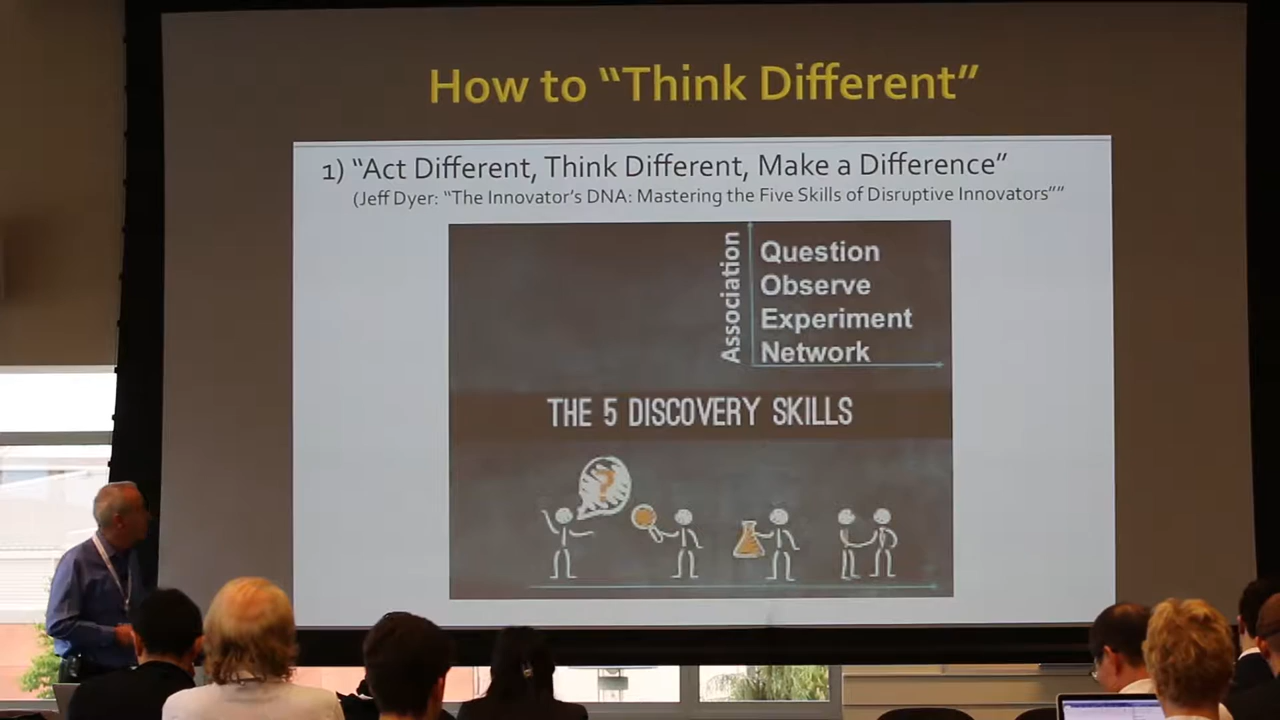 How to “Think Different”
1) “Act Different, Think Different, Make a Difference”
(Jeff Dyer: “The Innovator’s DNA: Mastering the Five Skills of Disruptive Innovators””
Association
Question
Observe
Experiment
Network
THE 5 DISCOVERY SKILLS
?